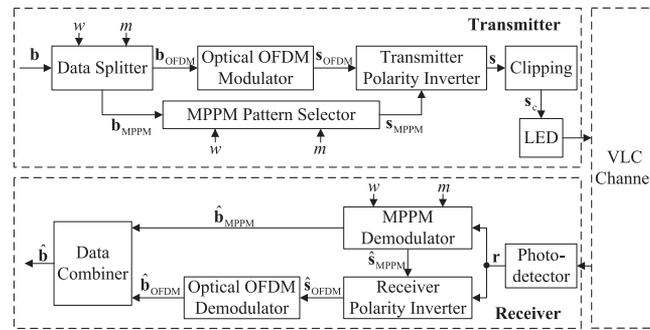 w m Transmitter
b Data Splitter b_OFDM Optical OFDM Modulator s_OFDM Transmitter Polarity Inverter s Clipping
b_MPPM MPPM Pattern Selector s_MPPM s_c
w m LED
VLC Channel
w m
b̂_MPPM MPPM Demodulator
b̂ Data Combiner ŝ_MPPM r Photo-detector
b̂_OFDM Optical OFDM Demodulator ŝ_OFDM Receiver Polarity Inverter
Receiver